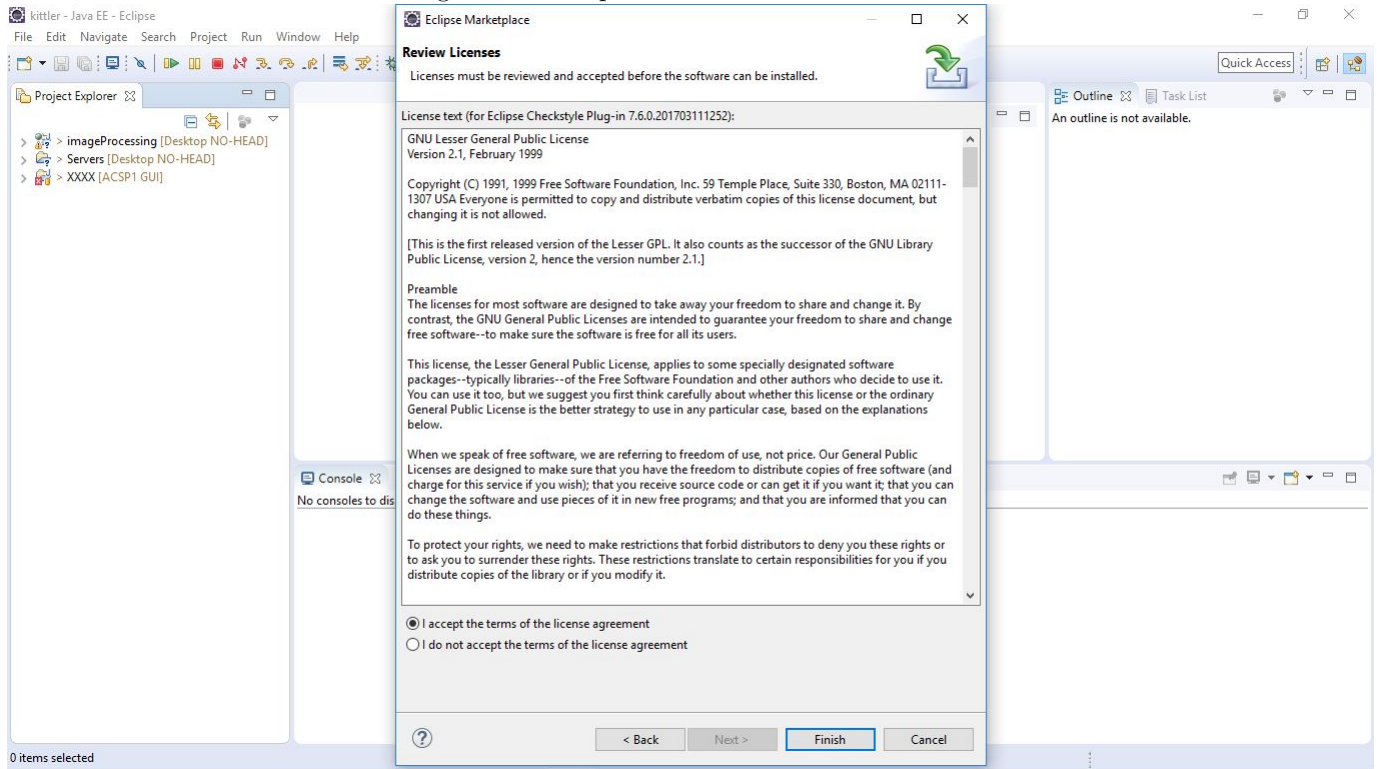 kittler - Java EE - Eclipse
File Edit Navigate Search Project Run Window Help
Quick Access
Project Explorer
> imageProcessing [Desktop NO-HEAD]
> Servers [Desktop NO-HEAD]
> XXXX [ACSP1 GUI]
Eclipse Marketplace
Review Licenses
Licenses must be reviewed and accepted before the software can be installed.
License text (for Eclipse Checkstyle Plug-in 7.6.0.201703111252):
GNU Lesser General Public License
Version 2.1, February 1999
Copyright (C) 1991, 1999 Free Software Foundation, Inc. 59 Temple Place, Suite 330, Boston, MA 02111-
1307 USA Everyone is permitted to copy and distribute verbatim copies of this license document, but
changing it is not allowed.
[This is the first released version of the Lesser GPL. It also counts as the successor of the GNU Library
Public License, version 2, hence the version number 2.1.]
Preamble
The licenses for most software are designed to take away your freedom to share and change it. By
contrast, the GNU General Public Licenses are intended to guarantee your freedom to share and change
free software--to make sure the software is free for all its users.
This license, the Lesser General Public License, applies to some specially designated software
packages--typically libraries--of the Free Software Foundation and other authors who decide to use it.
You can use it too, but we suggest you first think carefully about whether this license or the ordinary
General Public License is the better strategy to use in any particular case, based on the explanations
below.
When we speak of free software, we are referring to freedom of use, not price. Our General Public
Licenses are designed to make sure that you have the freedom to distribute copies of free software (and
charge for this service if you wish); that you receive source code or can get it if you want it; that you can
change the software and use pieces of it in new free programs; and that you are informed that you can
do these things.
To protect your rights, we need to make restrictions that forbid distributors to deny you these rights or
to ask you to surrender these rights. These restrictions translate to certain responsibilities for you if you
distribute copies of the library or if you modify it.
I accept the terms of the license agreement
I do not accept the terms of the license agreement
< Back Next > Finish Cancel
Outline Task List
An outline is not available.
Console
No consoles to dis
0 items selected